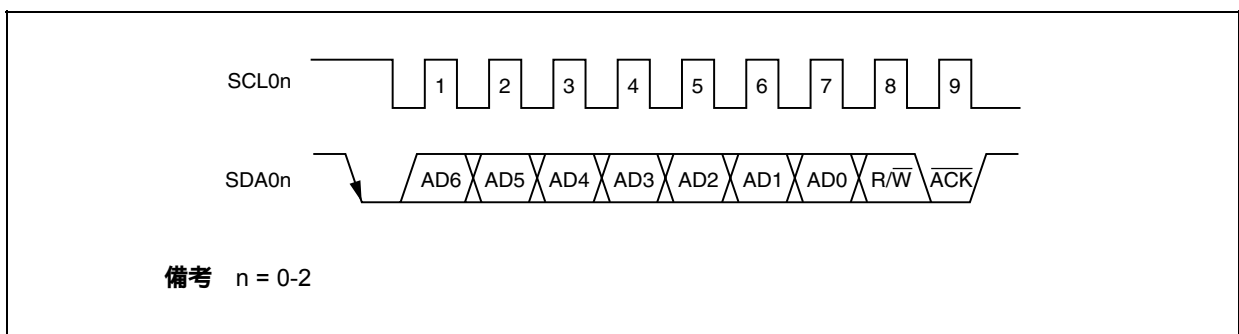 SCL0n 1 2 3 4 5 6 7 8 9
SDA0n AD6 AD5 AD4 AD3 AD2 AD1 AD0 R/W̅ A̅C̅K̅
備考 n = 0-2